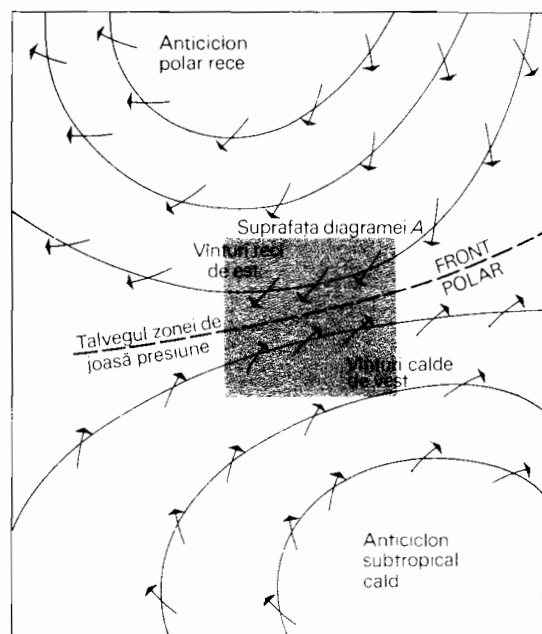 Anticiclon
polar rece
Suprafața diagramei A
Vînturi reci
de est
FRONT
POLAR
Talvegul zonei de
joasă presiune
Vînturi calde
de vest
Anticiclon
subtropical
cald